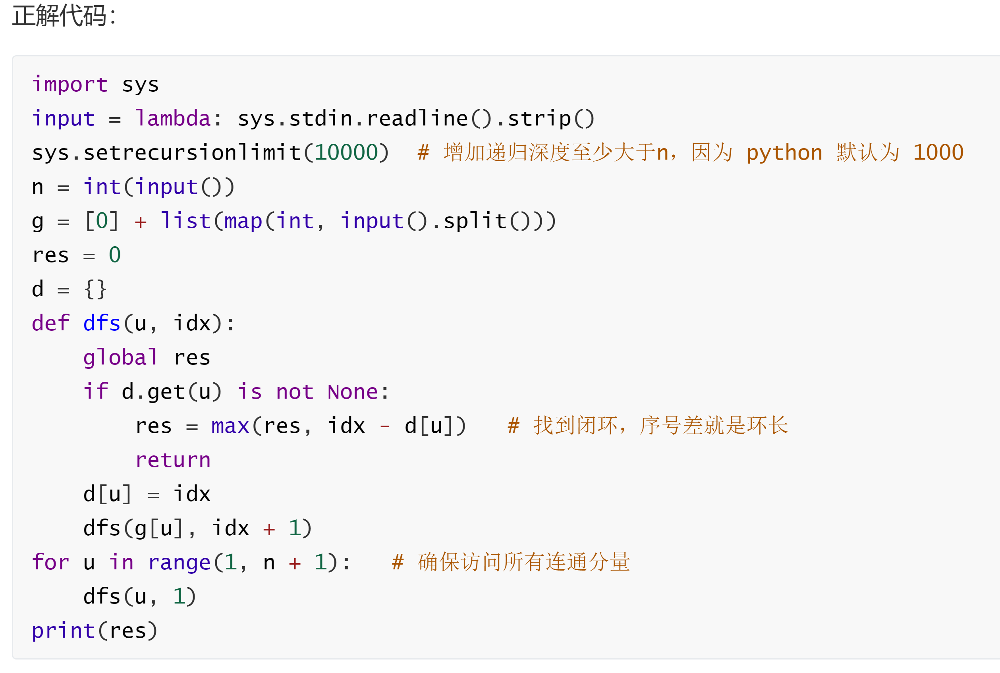 正解代码：
import sys
input = lambda: sys.stdin.readline().strip()
sys.setrecursionlimit(10000)  # 增加递归深度至少大于n，因为 python 默认为 1000
n = int(input())
g = [0] + list(map(int, input().split()))
res = 0
d = {}
def dfs(u, idx):
    global res
    if d.get(u) is not None:
        res = max(res, idx - d[u])   # 找到闭环，序号差就是环长
        return
    d[u] = idx
    dfs(g[u], idx + 1)
for u in range(1, n + 1):   # 确保访问所有连通分量
    dfs(u, 1)
print(res)